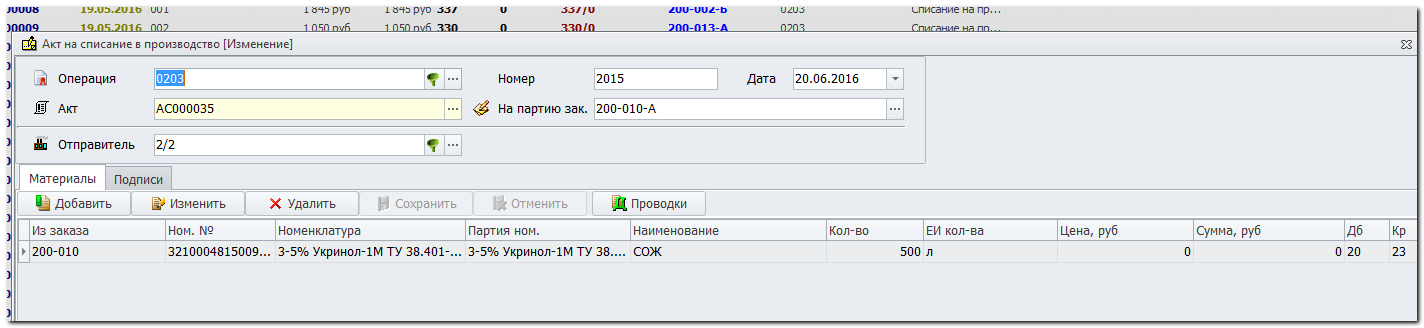 00008 19.05.2016 001 1 845 руб 1 845 руб 337 0 337/0 200-002-Б 0203 Списание на пр...
00009 19.05.2016 002 1 050 руб 1 050 руб 330 0 330/0 200-013-А 0203 Списание на пр...
Акт на списание в производство [Изменение]
Операция 0203 Номер 2015 Дата 20.06.2016
Акт АС000035 На партию зак. 200-010-А
Отправитель 2/2
Материалы Подписи
Добавить Изменить Удалить Сохранить Отменить Проводки
Из заказа Ном. № Номенклатура Партия ном. Наименование Кол-во ЕИ кол-ва Цена, руб Сумма, руб Дб Кр
200-010 3210004815009... 3-5% Укринол-1М ТУ 38.401-... 3-5% Укринол-1М ТУ 38.... СОЖ 500 л 0 0 20 23